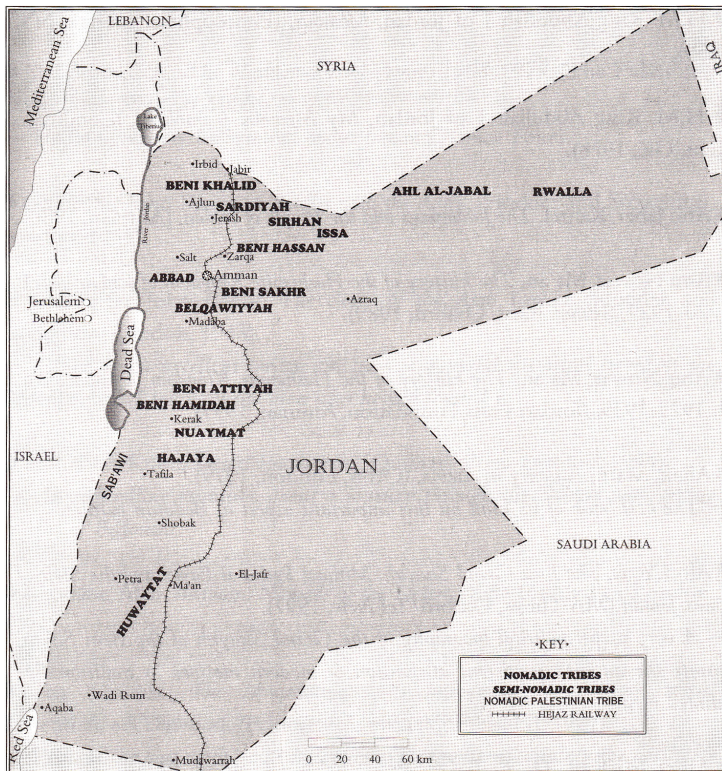 LEBANON
Mediterranean Sea
SYRIA
IRAQ
Lake
Tiberias
•Irbid
•Jabir
BENI KHALID
AHL AL-JABAL
RWALLA
•Ajlun
SARDIYAH
•Jerash
SIRHAN
ISSA
River Jordan
BENI HASSAN
•Salt
•Zarqa
ABBAD
Amman
BENI SAKHR
•Azraq
Jerusalem
BELQAWIYYAH
Bethlehem
•Madaba
Dead Sea
BENI ATTIYAH
BENI HAMIDAH
•Kerak
NUAYMAT
ISRAEL
HAJAYA
JORDAN
SAB'AWI
•Tafila
•Shobak
SAUDI ARABIA
•Petra
HUWAYTAT
•Ma'an
•El-Jafr
•KEY•
NOMADIC TRIBES
SEMI-NOMADIC TRIBES
NOMADIC PALESTINIAN TRIBE
HEJAZ RAILWAY
•Wadi Rum
•Aqaba
Red Sea
•Mudawarrah
0 20 40 60 km